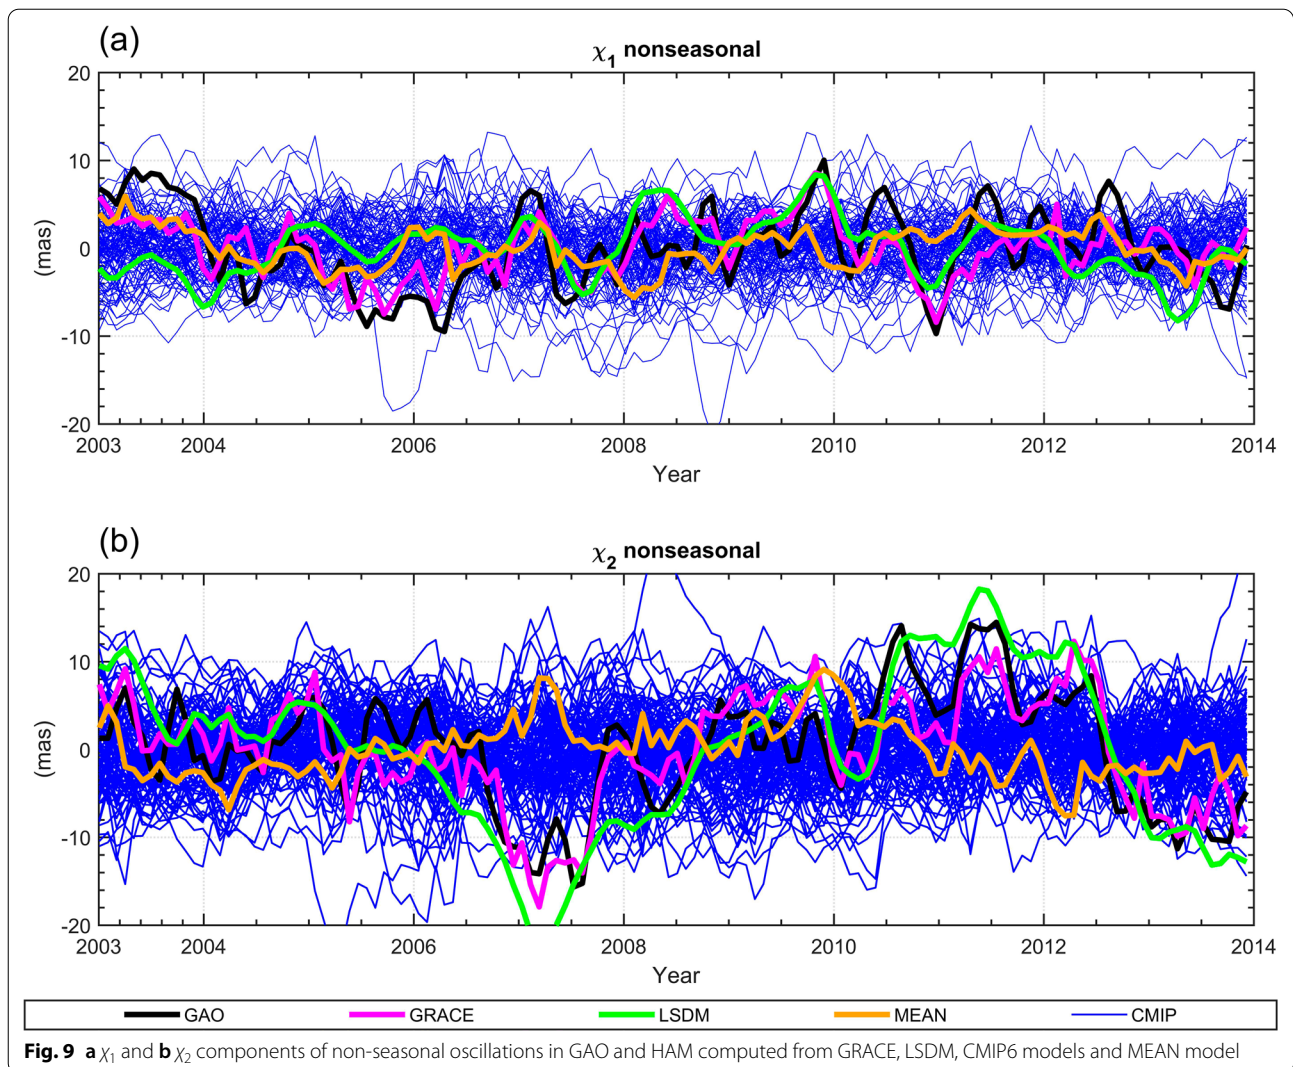 (a)
χ1 nonseasonal
20
10
0
-10
-20
(mas)
2003 2004 2006 2008 2010 2012 2014
Year
(b)
χ2 nonseasonal
20
10
0
-10
-20
(mas)
2003 2004 2006 2008 2010 2012 2014
Year
GAO GRACE LSDM MEAN CMIP
Fig. 9 a χ1 and b χ2 components of non-seasonal oscillations in GAO and HAM computed from GRACE, LSDM, CMIP6 models and MEAN model